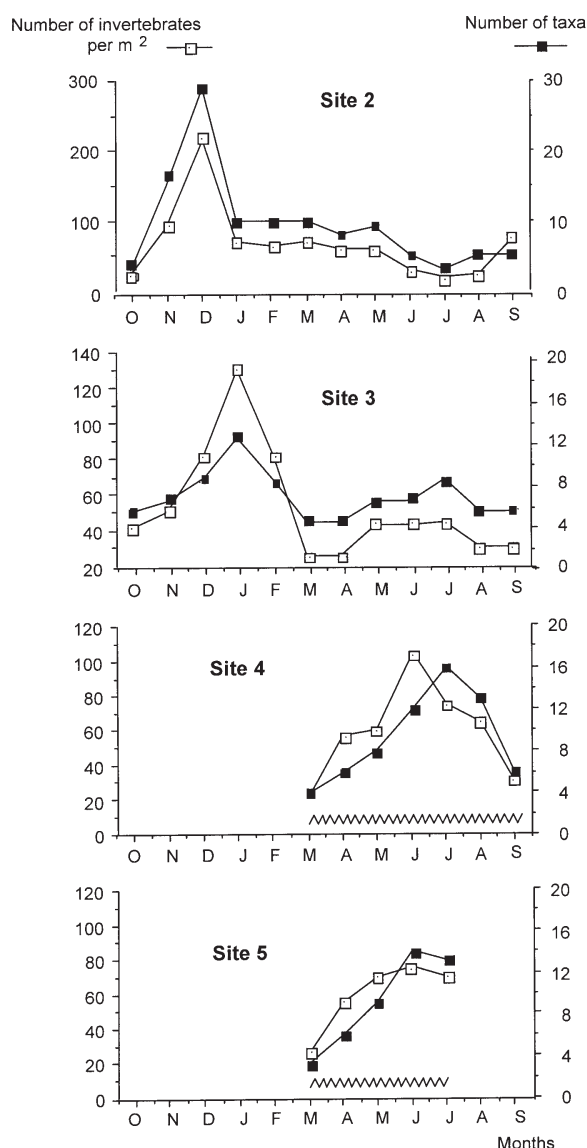 Number of invertebrates Number of taxa
per m 2
300 30
Site 2
200 20
100 10
0 0
O N D J F M A M J J A S
140 20
120 16
Site 3
100 12
80
60 8
40 4
20 0
O N D J F M A M J J A S
120 20
100 16
Site 4
80 12
60
40 8
20 4
0 0
O N D J F M A M J J A S
120 20
100 16
Site 5
80 12
60
40 8
20 4
0 0
O N D J F M A M J J A S
Months